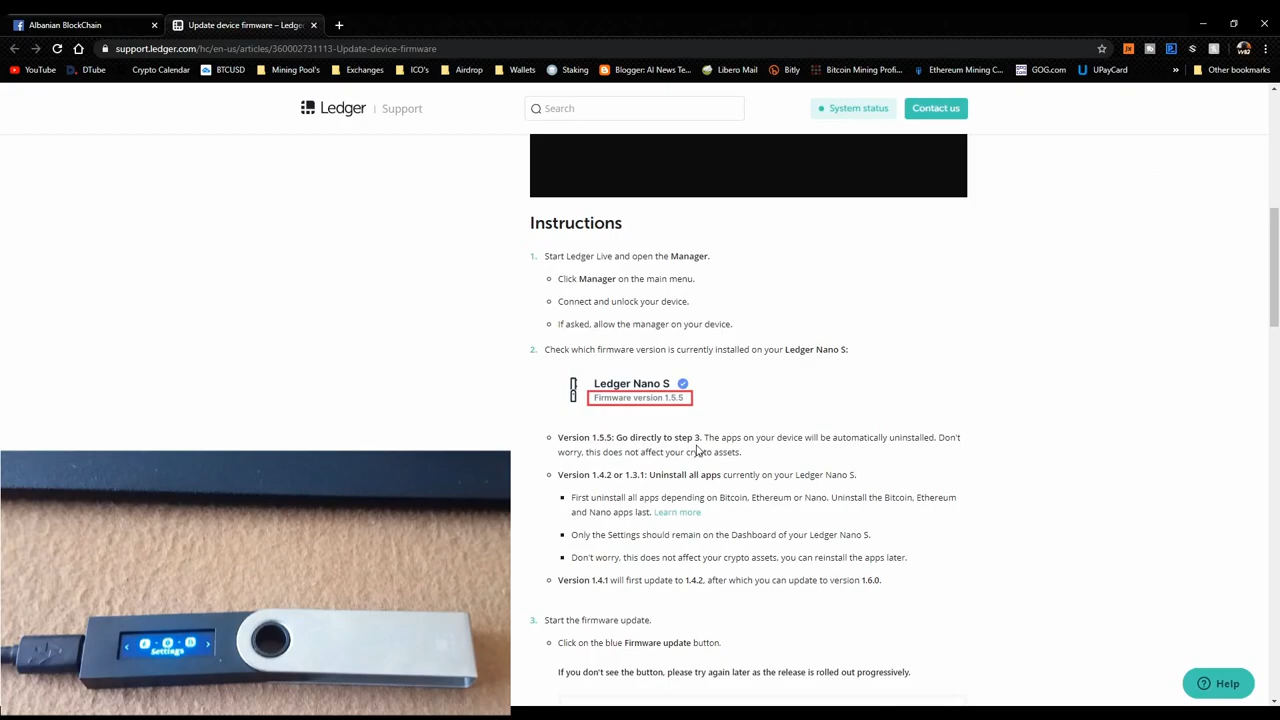 Albanian BlockChain
Update device firmware – Ledg
support.ledger.com/hc/en-us/articles/360002731113-Update-device-firmware
YouTube DTube Crypto Calendar BTCUSD Mining Pool's Exchanges ICO's Airdrop Wallets Staking Blogger: AI News Te... Libero Mail Bitly Bitcoin Mining Profi... Ethereum Mining C... GOG.com UPayCard » Other bookmarks
Ledger | Support
Search
System status
Contact us
Instructions
1. Start Ledger Live and open the Manager.
Click Manager on the main menu.
Connect and unlock your device.
If asked, allow the manager on your device.
2. Check which firmware version is currently installed on your Ledger Nano S:
Ledger Nano S
Firmware version 1.5.5
Version 1.5.5: Go directly to step 3. The apps on your device will be automatically uninstalled. Don't
worry, this does not affect your crypto assets.
Version 1.4.2 or 1.3.1: Uninstall all apps currently on your Ledger Nano S.
First uninstall all apps depending on Bitcoin, Ethereum or Nano. Uninstall the Bitcoin, Ethereum
and Nano apps last. Learn more
Only the Settings should remain on the Dashboard of your Ledger Nano S.
Don't worry, this does not affect your crypto assets, you can reinstall the apps later.
Version 1.4.1 will first update to 1.4.2, after which you can update to version 1.6.0.
3. Start the firmware update.
Click on the blue Firmware update button.
If you don't see the button, please try again later as the release is rolled out progressively.
Help
Settings